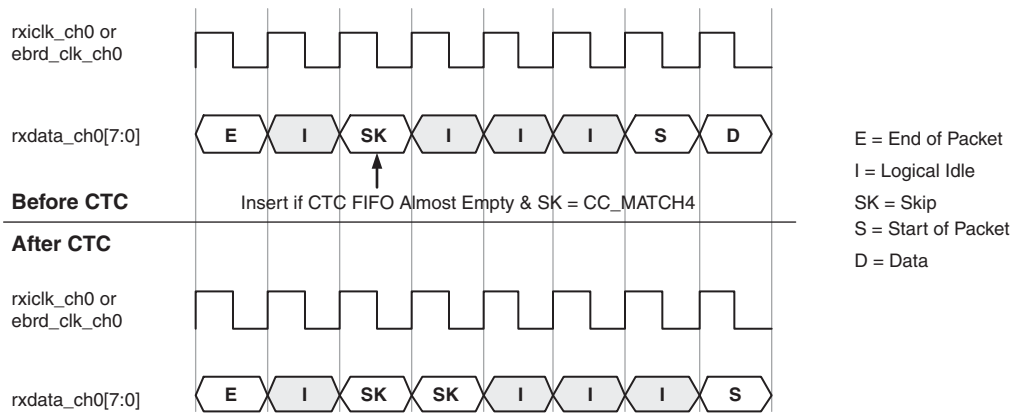 rxiclk_ch0 or
ebrd_clk_ch0
rxdata_ch0[7:0]
E I SK I I I S D
Before CTC
Insert if CTC FIFO Almost Empty & SK = CC_MATCH4
After CTC
rxiclk_ch0 or
ebrd_clk_ch0
rxdata_ch0[7:0]
E I SK SK I I I S
E = End of Packet
I = Logical Idle
SK = Skip
S = Start of Packet
D = Data